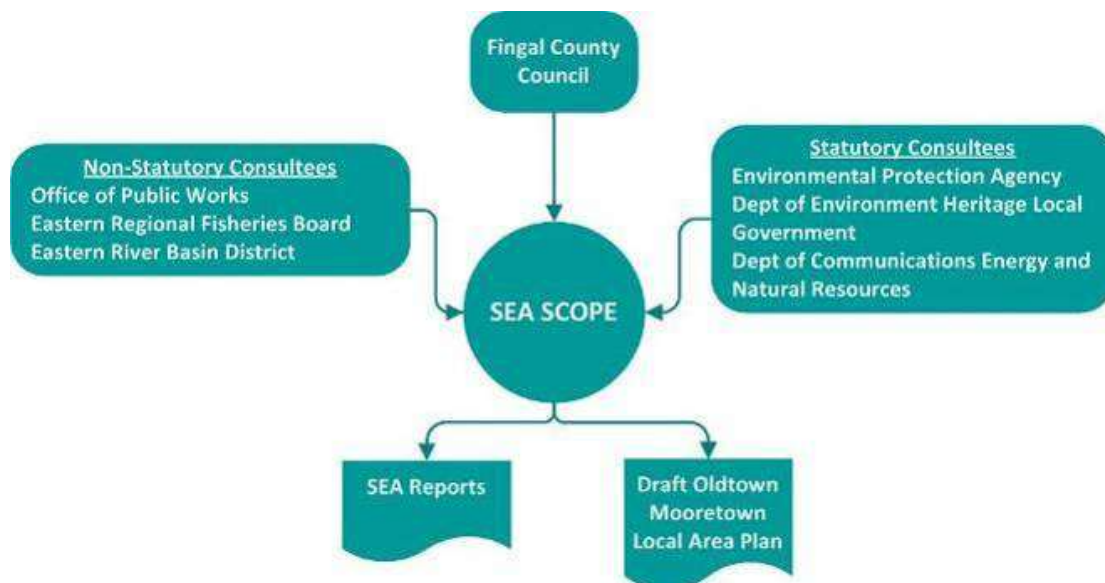 Fingal County
Council
Non-Statutory Consultees
Office of Public Works
Eastern Regional Fisheries Board
Eastern River Basin District
Statutory Consultees
Environmental Protection Agency
Dept of Environment Heritage Local
Government
Dept of Communications Energy and
Natural Resources
SEA SCOPE
SEA Reports
Draft Oldtown
Mooretown
Local Area Plan